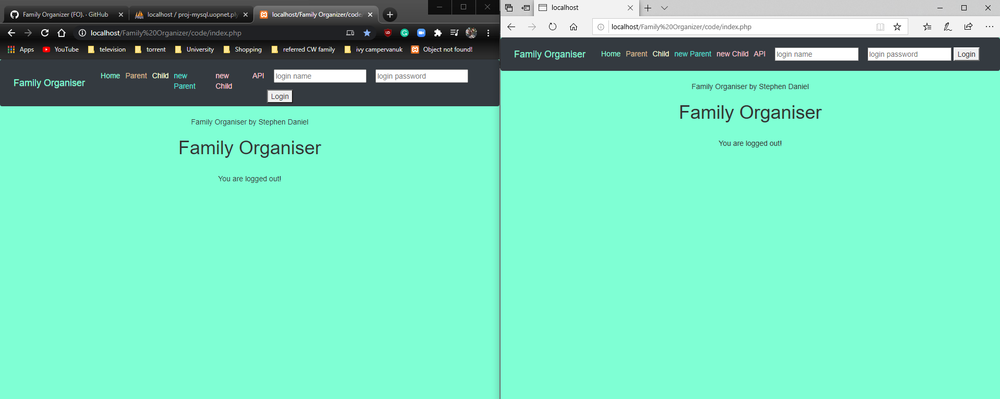 Family Organizer (FO). · GitHub
localhost / proj-mysql.uopnet.ply
localhost/Family Organizer/code/
localhost/Family%20Organizer/code/index.php
Apps YouTube television torrent University Shopping referred CW family ivy campervanuk Object not found!
Family Organiser Home Parent Child new Parent new Child API login name login password
Login
Family Organiser by Stephen Daniel
Family Organiser
You are logged out!
localhost
localhost/Family%20Organizer/code/index.php
Family Organiser Home Parent Child new Parent new Child API login name login password Login
Family Organiser by Stephen Daniel
Family Organiser
You are logged out!